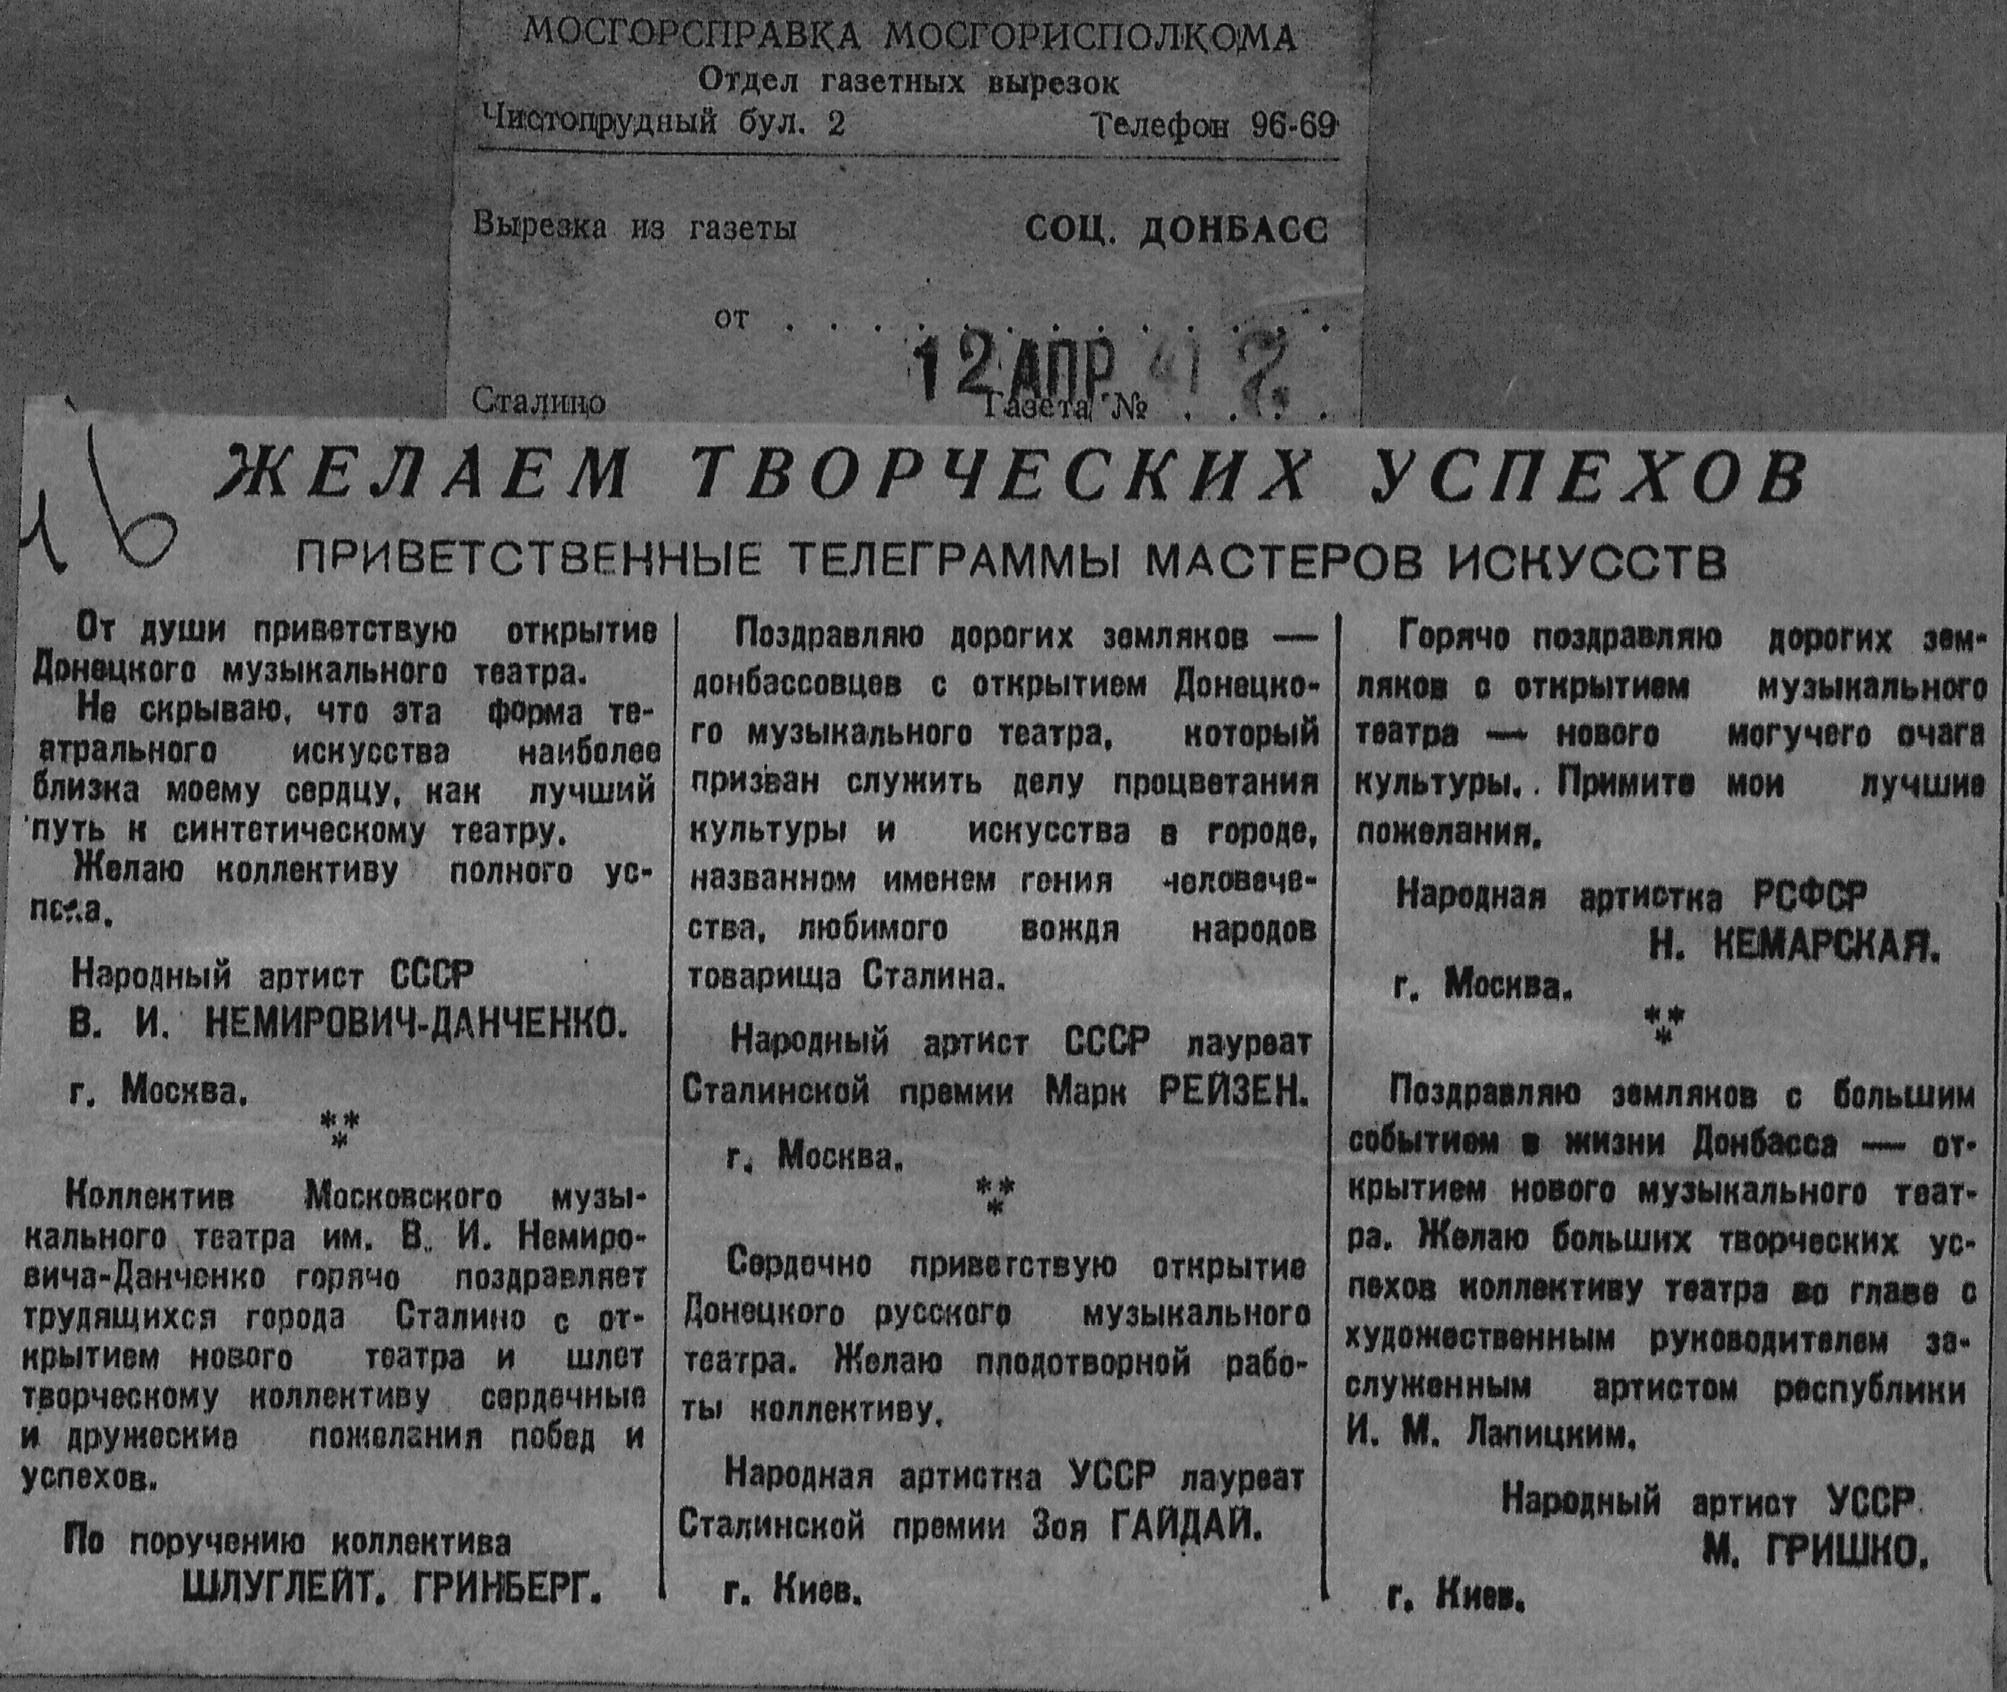 МОСГОРСПРАВКА МОСГОРИСПОЛКОМА
Отдел газетных вырезок
Чистопрудный бул. 2 Телефон 96-69
Вырезка из газеты СОЦ. ДОНБАСС
от . . . . . . . . . . . . .
12 АПР. 41
Сталино Газета № . . . .
16
ЖЕЛАЕМ ТВОРЧЕСКИХ УСПЕХОВ
ПРИВЕТСТВЕННЫЕ ТЕЛЕГРАММЫ МАСТЕРОВ ИСКУССТВ
От души приветствую открытие
Донецкого музыкального театра.
Не скрываю, что эта форма те-
атрального искусства наиболее
близка моему сердцу, как лучший
путь к синтетическому театру.
Желаю коллективу полного ус-
пеха.
Народный артист СССР
В. И. НЕМИРОВИЧ-ДАНЧЕНКО.
г. Москва.
***
Коллектив Московского музы-
кального театра им. В. И. Немиро-
вича-Данченко горячо поздравляет
трудящихся города Сталино с от-
крытием нового театра и шлет
творческому коллективу сердечные
и дружеские пожелания побед и
успехов.
По поручению коллектива
ШЛУГЛЕЙТ. ГРИНБЕРГ.
Поздравляю дорогих земляков —
донбассовцев с открытием Донецко-
го музыкального театра, который
призван служить делу процветания
культуры и искусства в городе,
названном именем гения человече-
ства, любимого вождя народов
товарища Сталина.
Народный артист СССР лауреат
Сталинской премии Марк РЕЙЗЕН.
г. Москва.
***
Сердечно приветствую открытие
Донецкого русского музыкального
театра. Желаю плодотворной рабо-
ты коллективу.
Народная артистка УССР лауреат
Сталинской премии Зоя ГАЙДАЙ.
г. Киев.
Горячо поздравляю дорогих зем-
ляков с открытием музыкального
театра — нового могучего очага
культуры. Примите мои лучшие
пожелания.
Народная артистка РСФСР
Н. КЕМАРСКАЯ.
г. Москва.
***
Поздравляю земляков с большим
событием в жизни Донбасса — от-
крытием нового музыкального теат-
ра. Желаю больших творческих ус-
пехов коллективу театра во главе с
художественным руководителем за-
служенным артистом республики
И. М. Лапицким.
Народный артист УССР
М. ГРИШКО.
г. Киев.